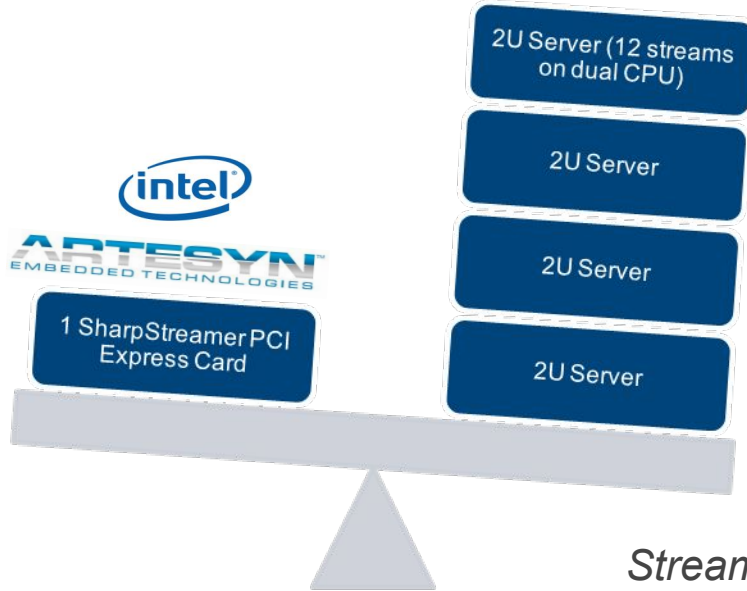 intel
ARTESYN™
EMBEDDED TECHNOLOGIES
1 SharpStreamer PCI
Express Card
2U Server (12 streams
on dual CPU)
2U Server
2U Server
2U Server
Stream